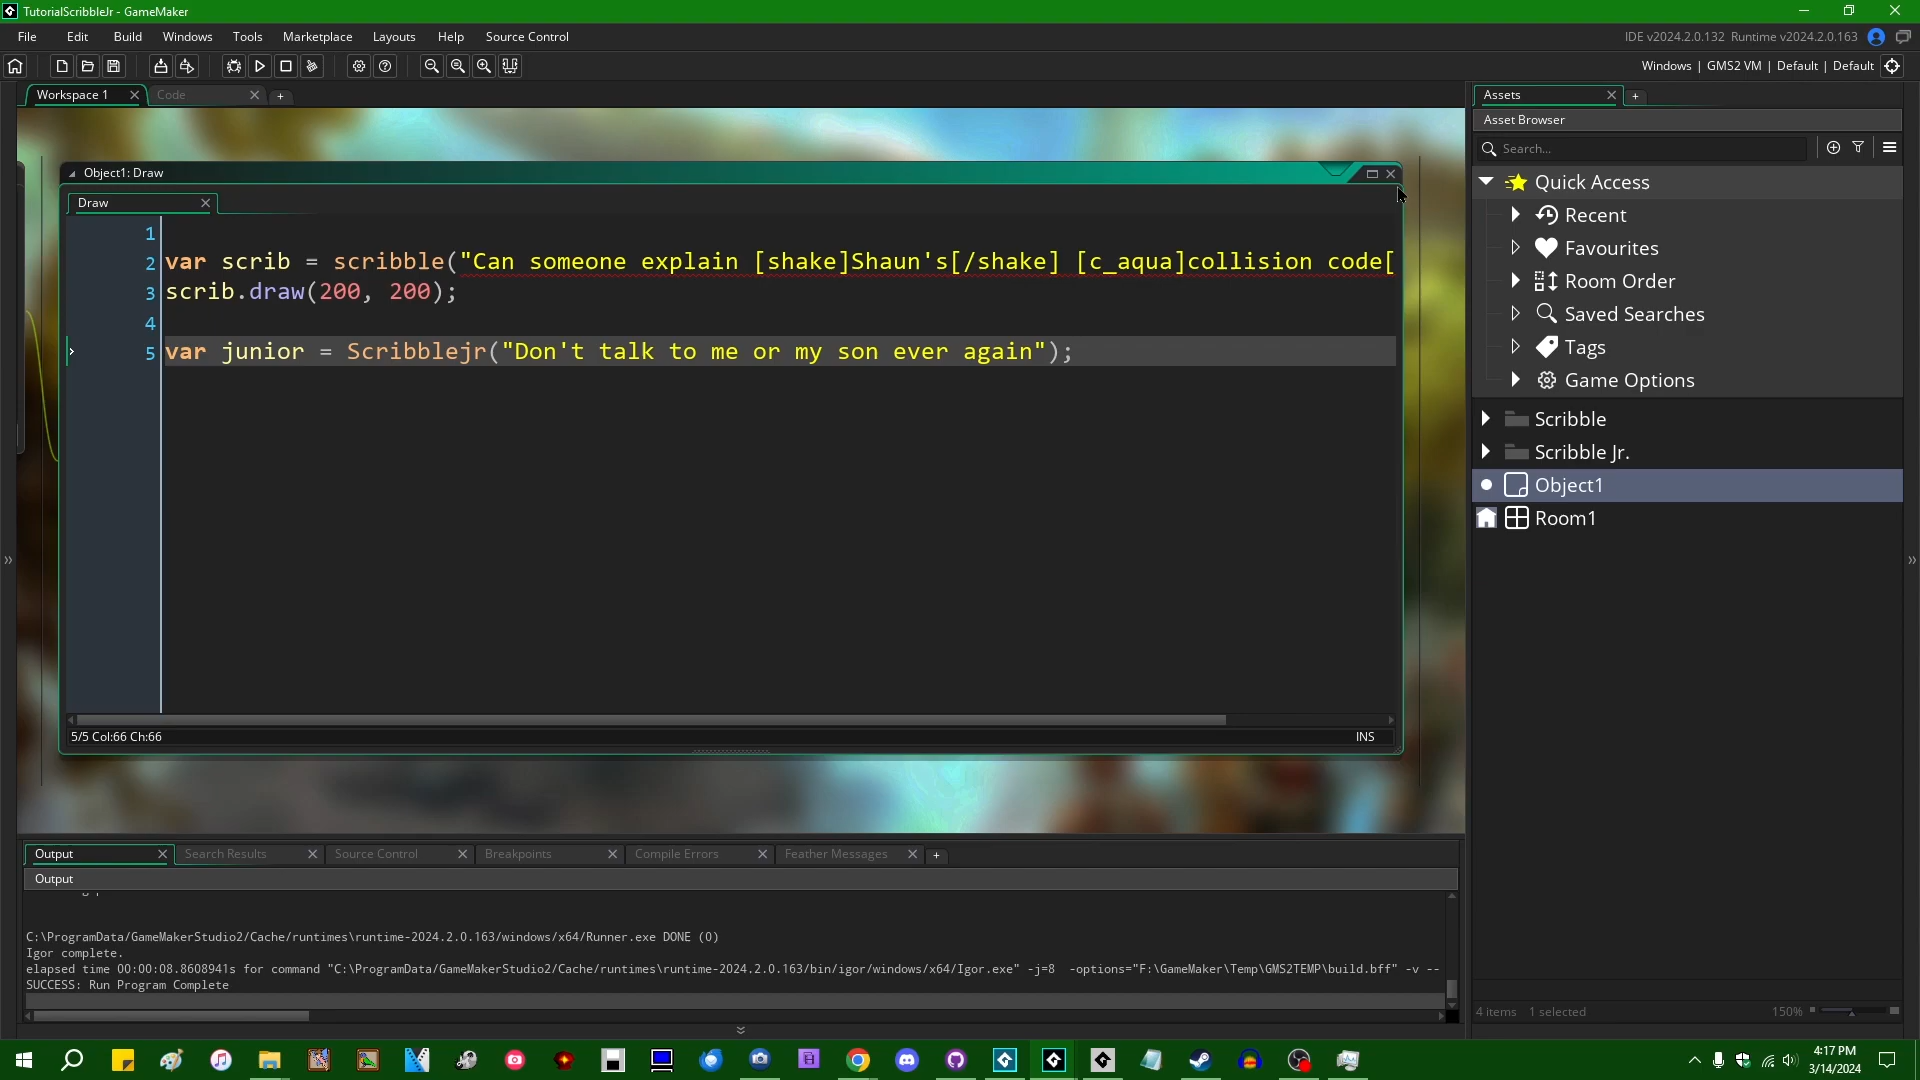 TutorialScribbleJr - GameMaker
File Edit Build Windows Tools Marketplace Layouts Help Source Control
IDE v2024.2.0.132 Runtime v2024.2.0.163
Windows | GMS2 VM | Default | Default
Workspace 1
Code
Object1: Draw
Draw
1
2 var scrib = scribble("Can someone explain [shake]Shaun's[/shake] [c_aqua]collision code[
3 scrib.draw(200, 200);
4
5 var junior = Scribblejr("Don't talk to me or my son ever again");
5/5 Col:66 Ch:66
INS
Assets
Asset Browser
Search...
Quick Access
Recent
Favourites
Room Order
Saved Searches
Tags
Game Options
Scribble
Scribble Jr.
Object1
Room1
4 items 1 selected
150%
Output Search Results Source Control Breakpoints Compile Errors Feather Messages
Output
C:\ProgramData/GameMakerStudio2/Cache/runtimes\runtime-2024.2.0.163/windows/x64/Runner.exe DONE (0)
Igor complete.
elapsed time 00:00:08.8608941s for command "C:\ProgramData/GameMakerStudio2/Cache/runtimes\runtime-2024.2.0.163/bin/igor/windows/x64/Igor.exe" -j=8 -options="F:\GameMaker\Temp\GMS2TEMP\build.bff" -v --
SUCCESS: Run Program Complete
4:17 PM
3/14/2024